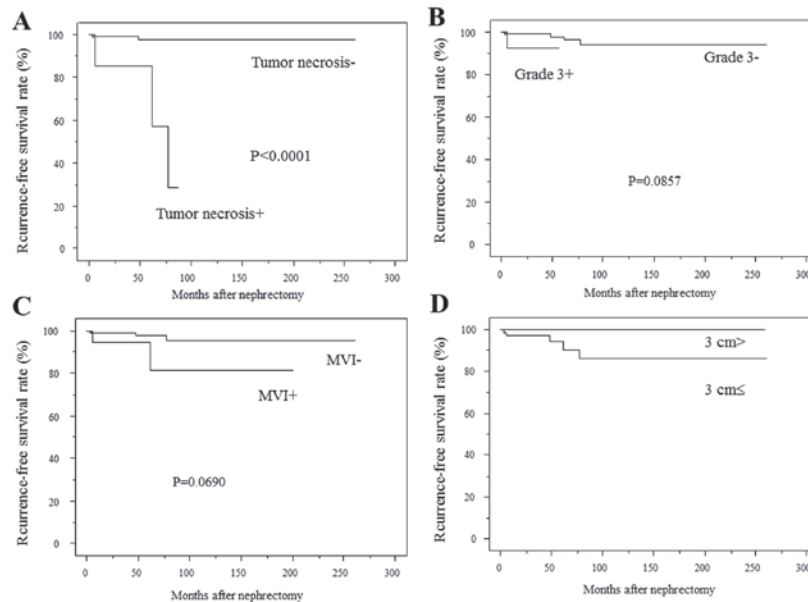 A
Rcurrence-free survival rate (%)
100
80
60
40
20
0
Tumor necrosis-
P<0.0001
Tumor necrosis+
0 50 100 150 200 250 300
Months after nephrectomy
B
Rcurrence-free survival rate (%)
100
80
60
40
20
0
Grade 3+
Grade 3-
P=0.0857
0 50 100 150 200 250 300
Months after nephrectomy
C
Rcurrence-free survival rate (%)
100
80
60
40
20
0
MVI-
MVI+
P=0.0690
0 50 100 150 200 250 300
Months after nephrectomy
D
Rcurrence-free survival rate (%)
100
80
60
40
20
0
3 cm>
3 cm≤
0 50 100 150 200 250 300
Months after nephrectomy